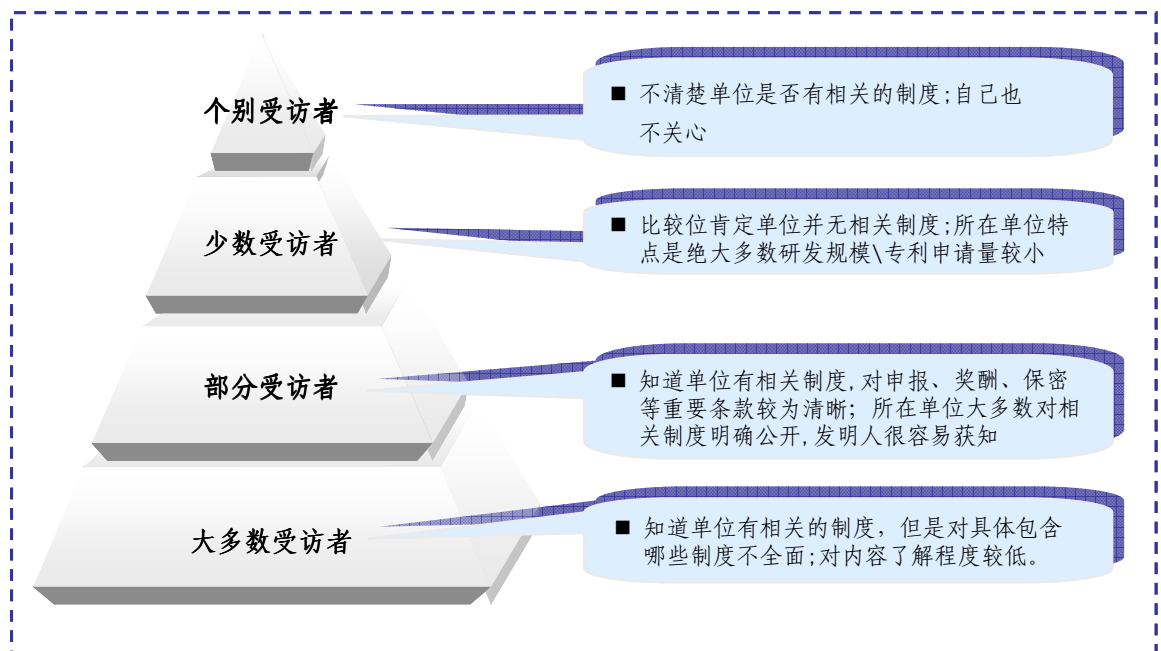 个别受访者
■ 不清楚单位是否有相关的制度;自己也
不关心
少数受访者
■ 比较位肯定单位并无相关制度;所在单位特
点是绝大多数研发规模\专利申请量较小
部分受访者
■ 知道单位有相关制度,对申报、奖酬、保密
等重要条款较为清晰；所在单位大多数对相
关制度明确公开,发明人很容易获知
大多数受访者
■ 知道单位有相关的制度，但是对具体包含
哪些制度不全面;对内容了解程度较低。